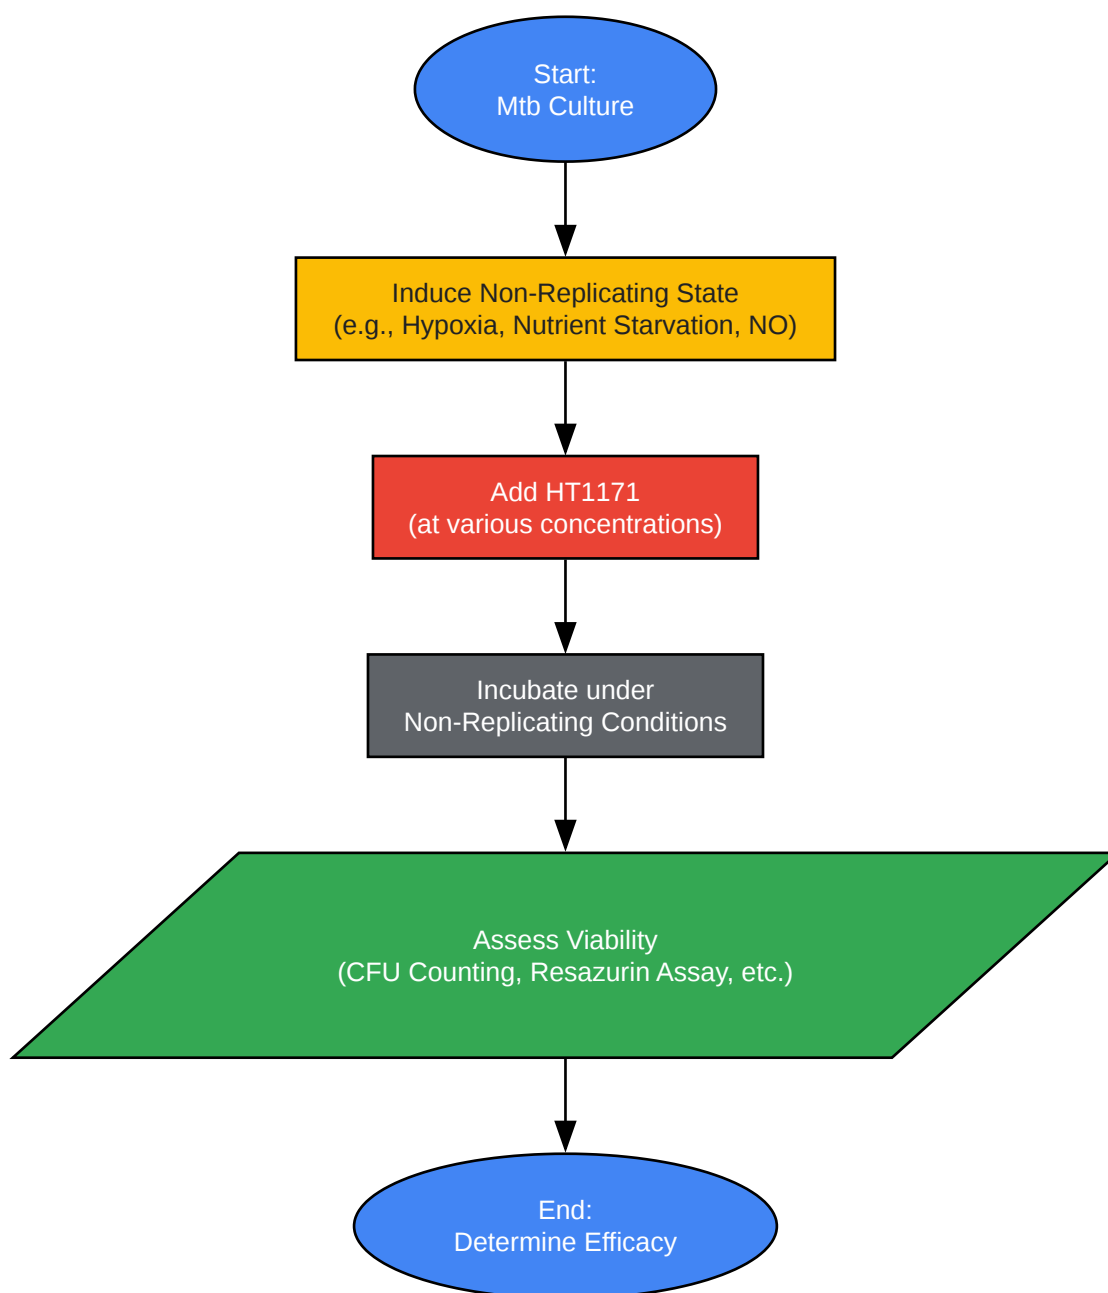 Start:
Mtb Culture
Induce Non-Replicating State
(e.g., Hypoxia, Nutrient Starvation, NO)
Add HT1171
(at various concentrations)
Incubate under
Non-Replicating Conditions
Assess Viability
(CFU Counting, Resazurin Assay, etc.)
End:
Determine Efficacy